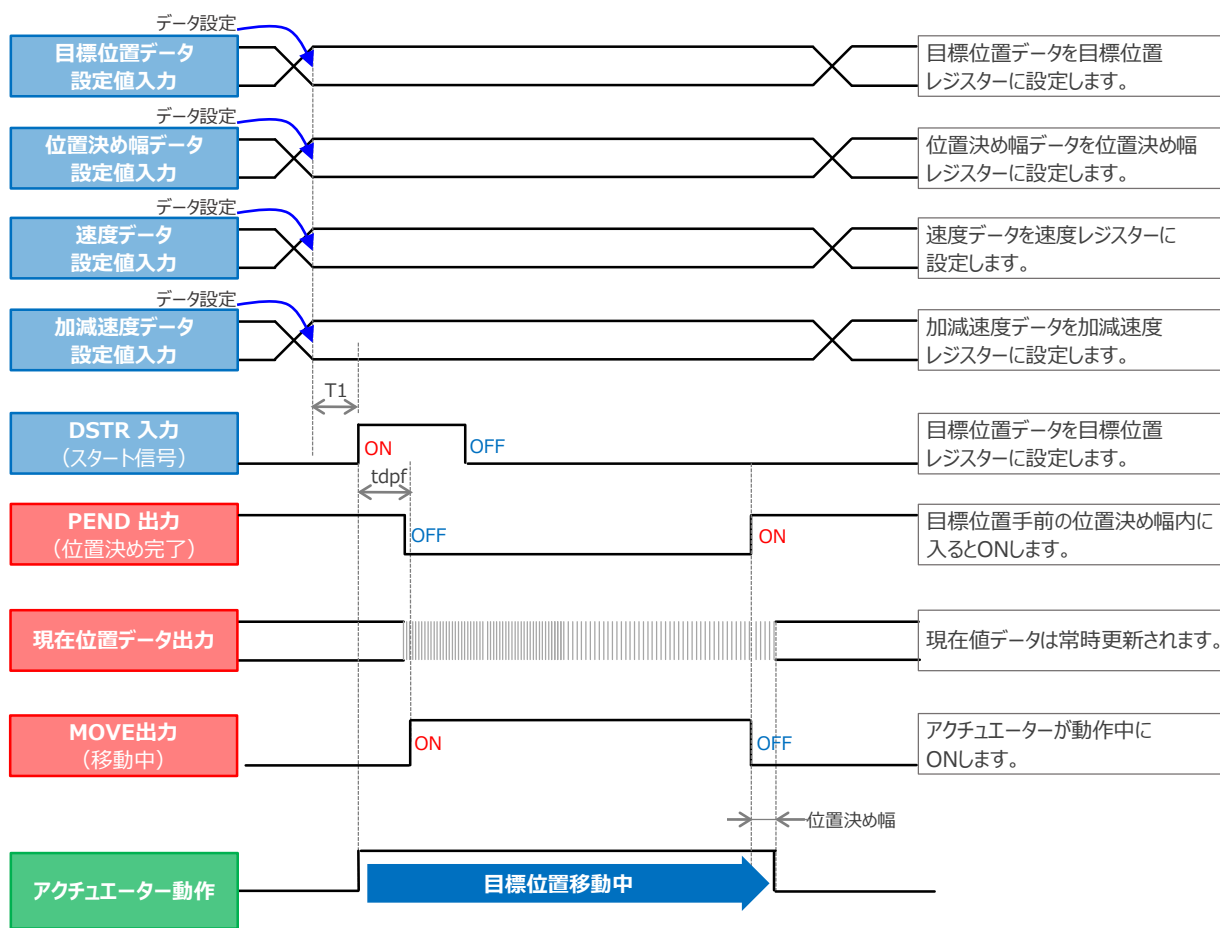 データ設定
目標位置データ
設定値入力
目標位置データを目標位置
レジスターに設定します。
データ設定
位置決め幅データ
設定値入力
位置決め幅データを位置決め幅
レジスターに設定します。
データ設定
速度データ
設定値入力
速度データを速度レジスターに
設定します。
データ設定
加減速度データ
設定値入力
加減速度データを加減速度
レジスターに設定します。
T1
DSTR 入力
（スタート信号）
ON
OFF
目標位置データを目標位置
レジスターに設定します。
tdpf
PEND 出力
（位置決め完了）
OFF
ON
目標位置手前の位置決め幅内に
入るとONします。
現在位置データ出力
現在値データは常時更新されます。
MOVE出力
（移動中）
ON
OFF
アクチュエーターが動作中に
ONします。
位置決め幅
アクチュエーター動作
目標位置移動中